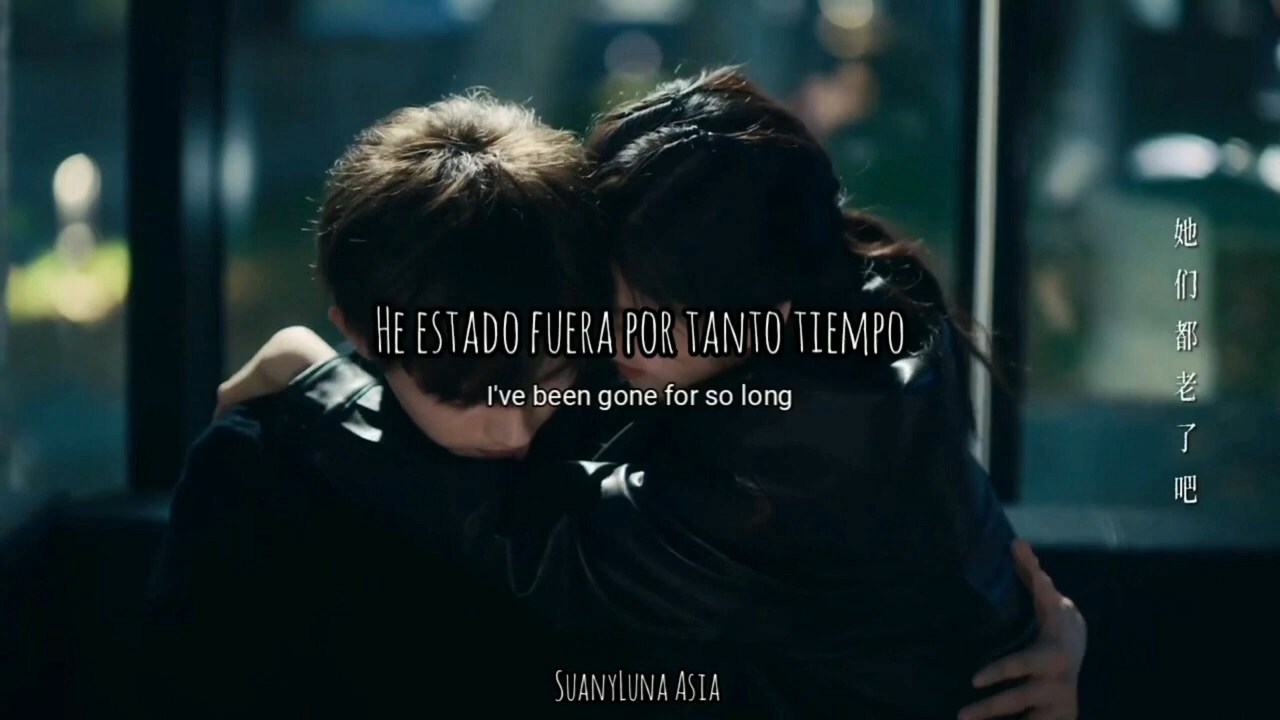 He estado fuera por tanto tiempo
I've been gone for so long
她们都老了吧
SuanyLuna Asia